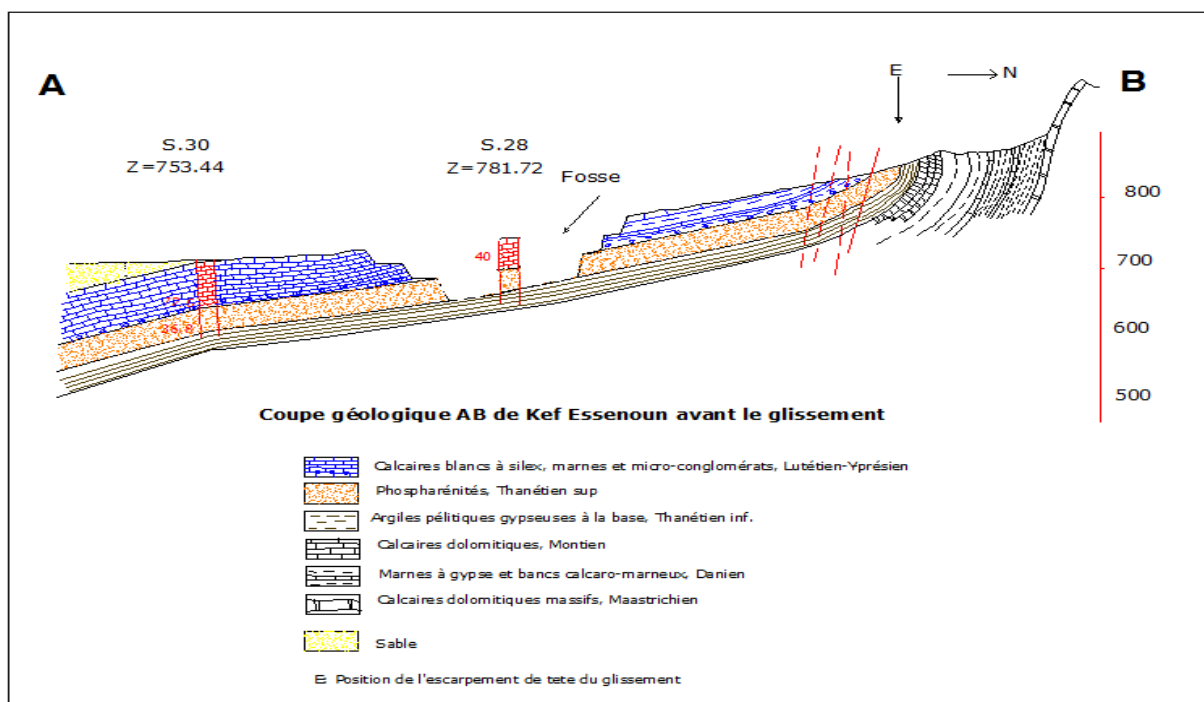 A
B
E
N
S.30
Z=753.44
S.28
Z=781.72
Fosse
40
800
700
600
500
Coupe géologique AB de Kef Essenoun avant le glissement
Calcaires blancs à silex, marnes et micro-conglomérats, Lutétien-Yprésien
Phospharénités, Thanétien sup
Argiles pélitiques gypseuses à la base, Thanétien inf.
Calcaires dolomitiques, Montien
Marnes à gypse et bancs calcaro-marneux, Danien
Calcaires dolomitiques massifs, Maastrichien
Sable
E Position de l'escarpement de tete du glissement